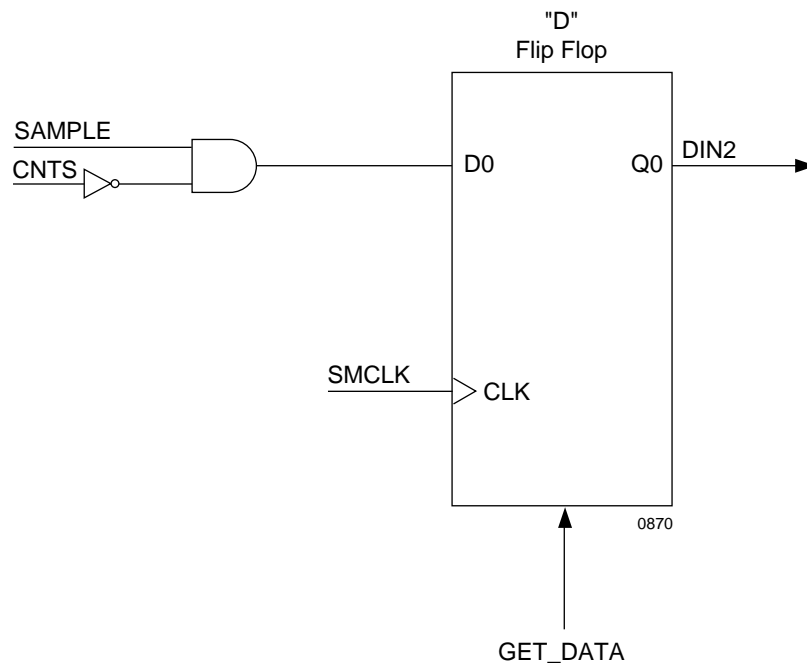 "D"
Flip Flop
SAMPLE
CNTS
D0
Q0
DIN2
SMCLK
CLK
0870
GET_DATA